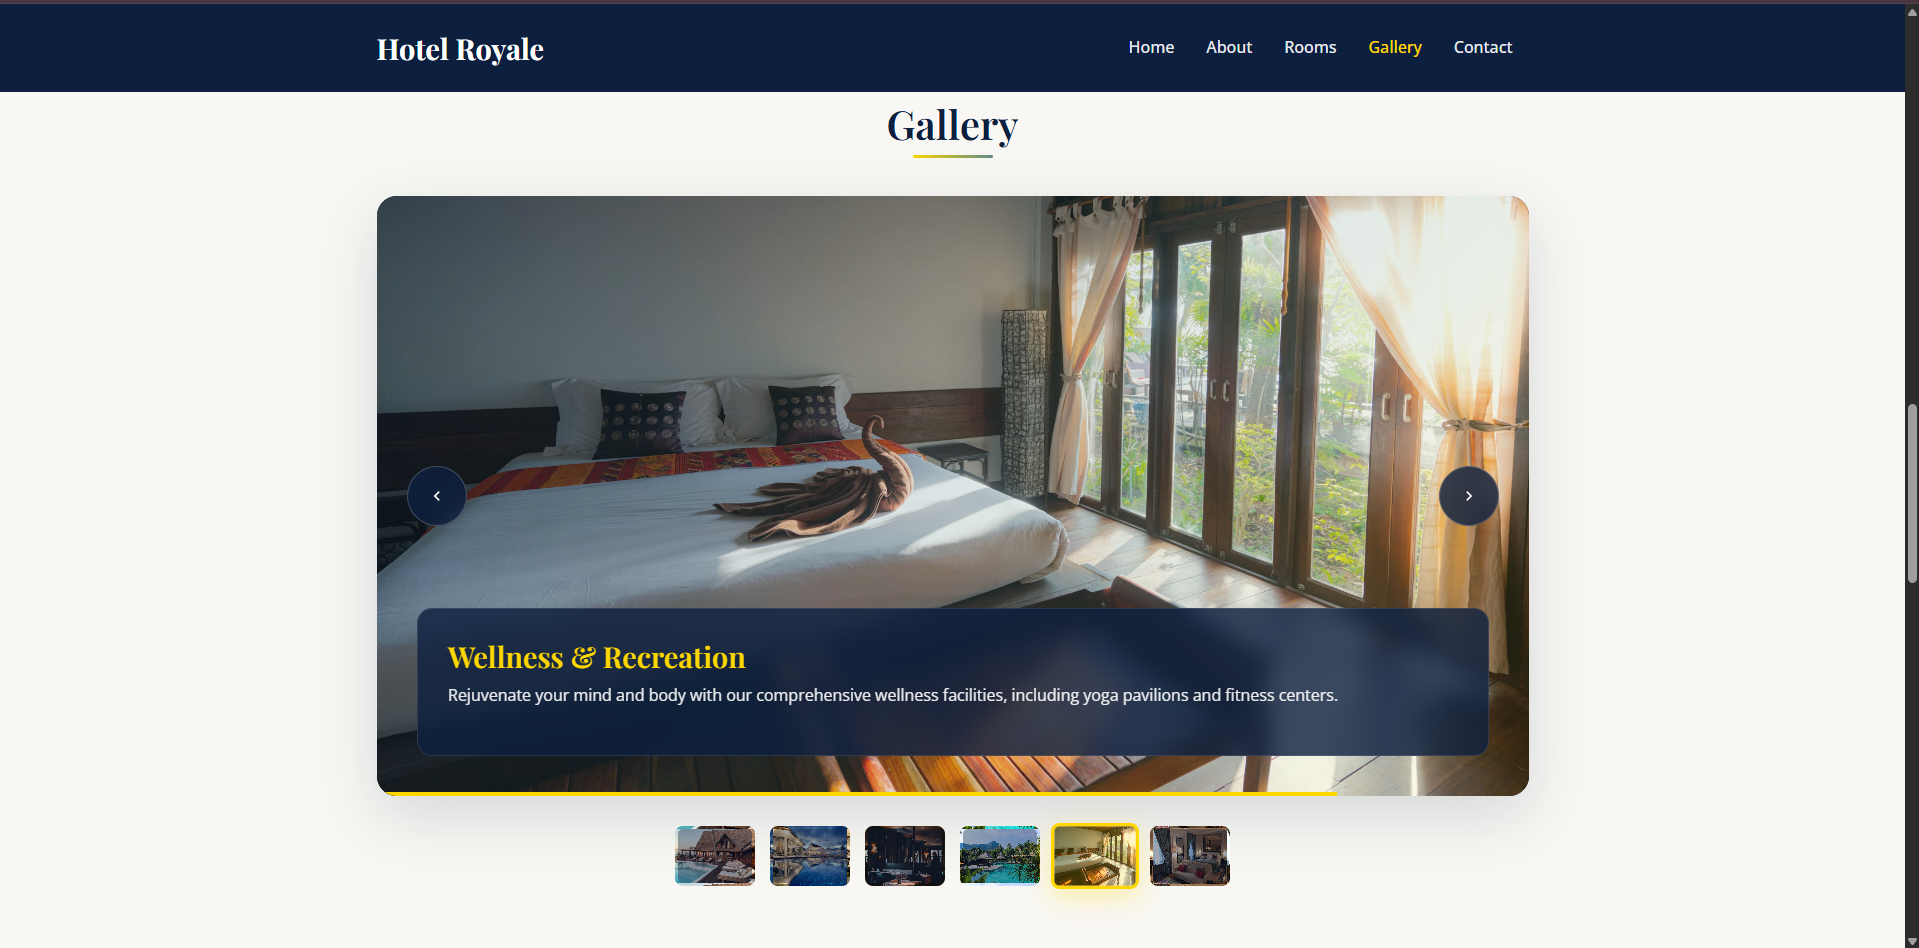 Hotel Royale
Home About Rooms Gallery Contact
Gallery
Wellness & Recreation
Rejuvenate your mind and body with our comprehensive wellness facilities, including yoga pavilions and fitness centers.